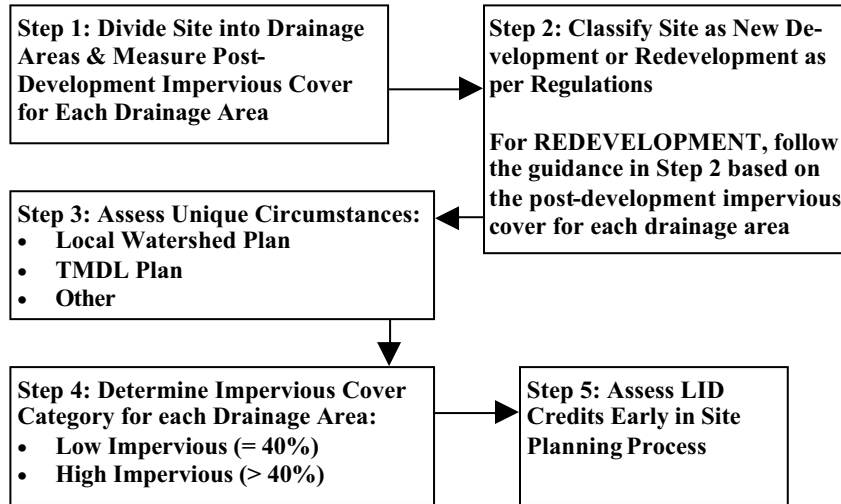 Step 1: Divide Site into Drainage
Areas & Measure Post-
Development Impervious Cover
for Each Drainage Area
Step 2: Classify Site as New De-
velopment or Redevelopment as
per Regulations
For REDEVELOPMENT, follow
the guidance in Step 2 based on
the post-development impervious
cover for each drainage area
Step 3: Assess Unique Circumstances:
• Local Watershed Plan
• TMDL Plan
• Other
Step 4: Determine Impervious Cover
Category for each Drainage Area:
• Low Impervious (= 40%)
• High Impervious (> 40%)
Step 5: Assess LID
Credits Early in Site
Planning Process